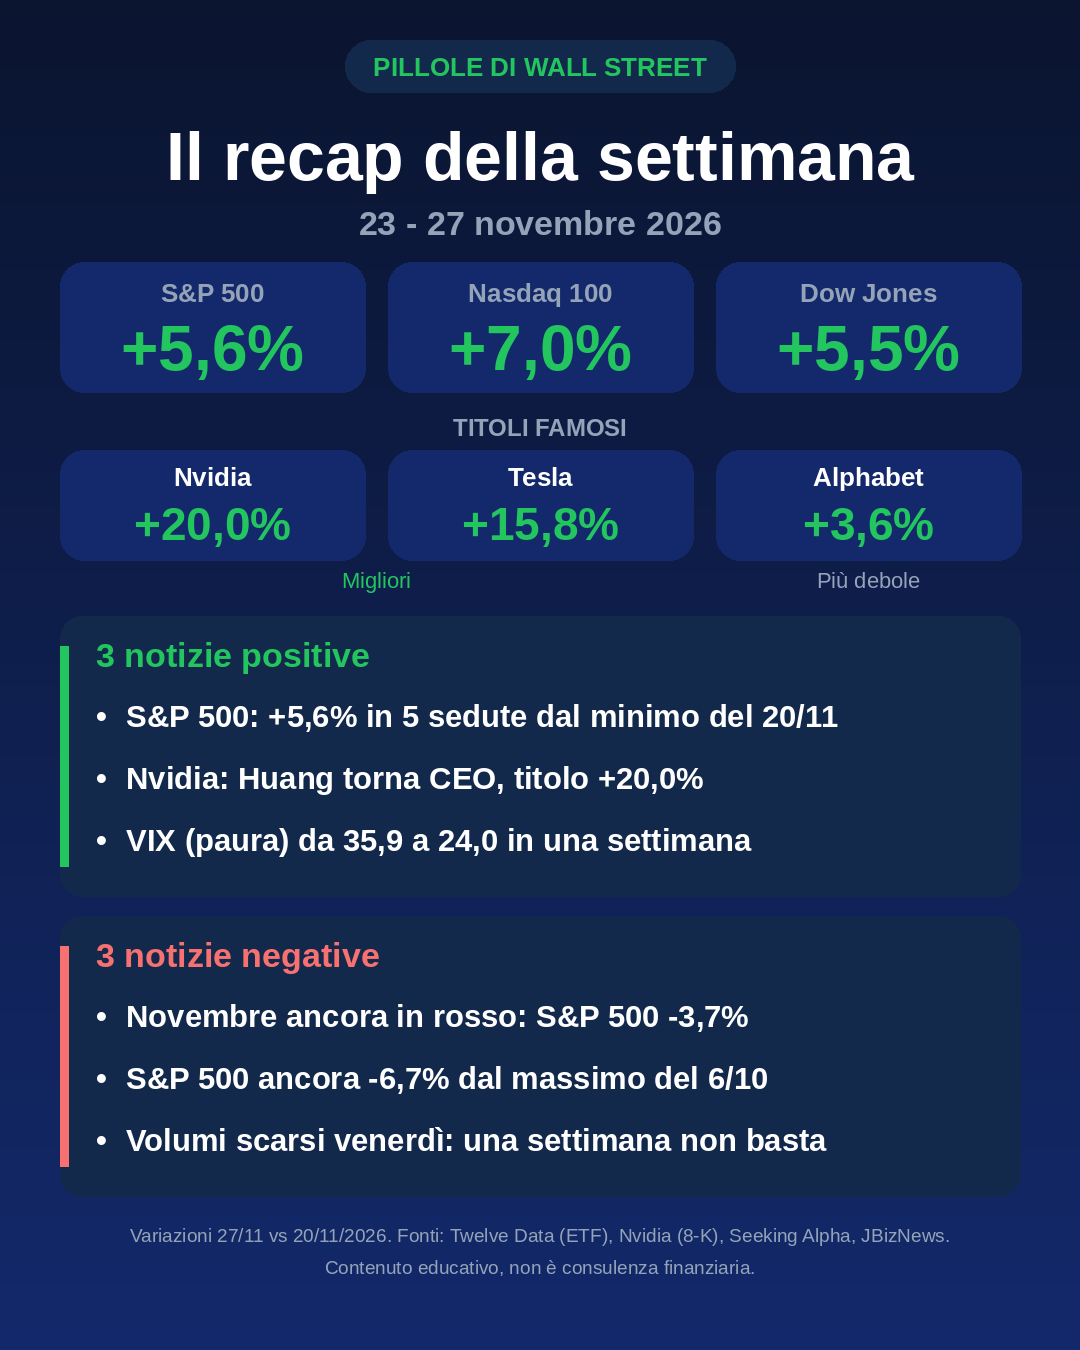 PILLOLE DI WALL STREET
Il recap della settimana
23 - 27 novembre 2026
S&P 500
+5,6%
Nasdaq 100
+7,0%
Dow Jones
+5,5%
TITOLI FAMOSI
Nvidia
+20,0%
Tesla
+15,8%
Alphabet
+3,6%
Migliori
Più debole
3 notizie positive
• S&P 500: +5,6% in 5 sedute dal minimo del 20/11
• Nvidia: Huang torna CEO, titolo +20,0%
• VIX (paura) da 35,9 a 24,0 in una settimana
3 notizie negative
• Novembre ancora in rosso: S&P 500 -3,7%
• S&P 500 ancora -6,7% dal massimo del 6/10
• Volumi scarsi venerdì: una settimana non basta
Variazioni 27/11 vs 20/11/2026. Fonti: Twelve Data (ETF), Nvidia (8-K), Seeking Alpha, JBizNews.
Contenuto educativo, non è consulenza finanziaria.